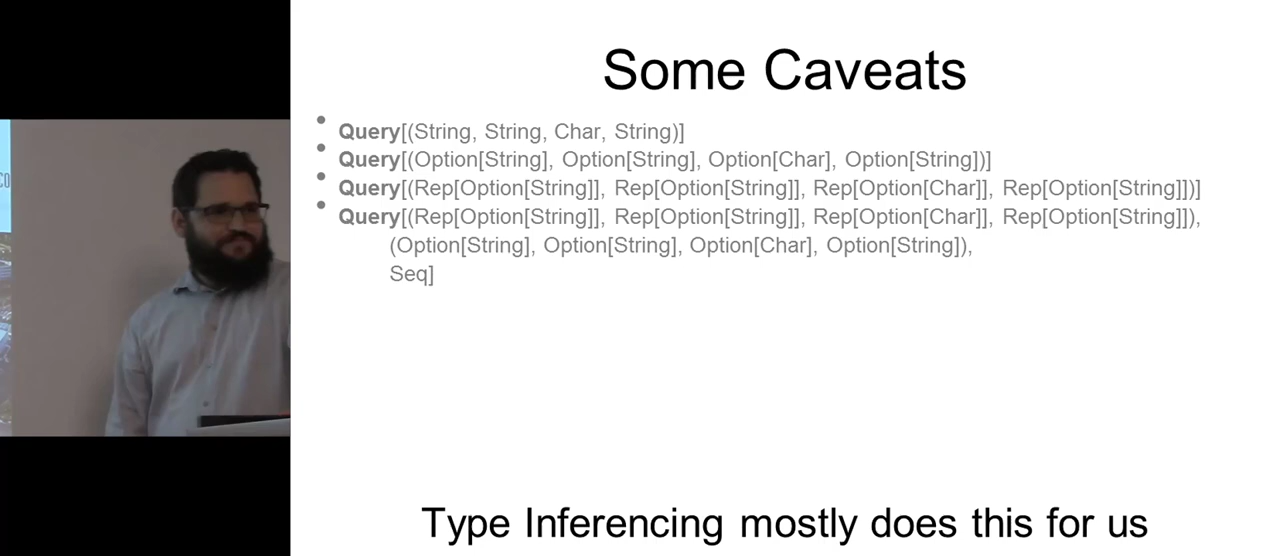 Some Caveats
Query[(String, String, Char, String)]
Query[(Option[String], Option[String], Option[Char], Option[String])]
Query[(Rep[Option[String]], Rep[Option[String]], Rep[Option[Char]], Rep[Option[String]])]
Query[(Rep[Option[String]], Rep[Option[String]], Rep[Option[Char]], Rep[Option[String]]),
(Option[String], Option[String], Option[Char], Option[String]),
Seq]
Type Inferencing mostly does this for us